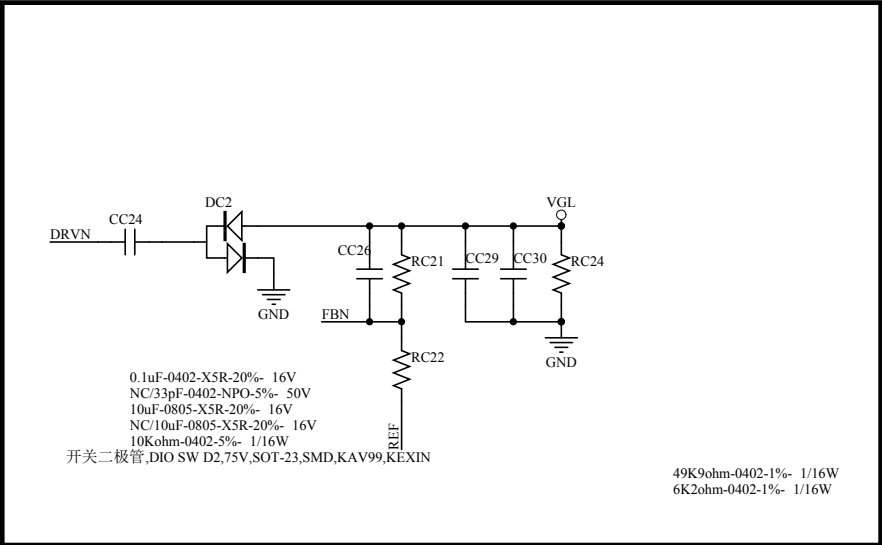 DC2
VGL
CC24
DRVN
CC26
RC21
CC29
CC30
RC24
GND
FBN
GND
RC22
REF
0.1uF-0402-X5R-20%- 16V
NC/33pF-0402-NPO-5%- 50V
10uF-0805-X5R-20%- 16V
NC/10uF-0805-X5R-20%- 16V
10Kohm-0402-5%- 1/16W
开关二极管,DIO SW D2,75V,SOT-23,SMD,KAV99,KEXIN
49K9ohm-0402-1%- 1/16W
6K2ohm-0402-1%- 1/16W